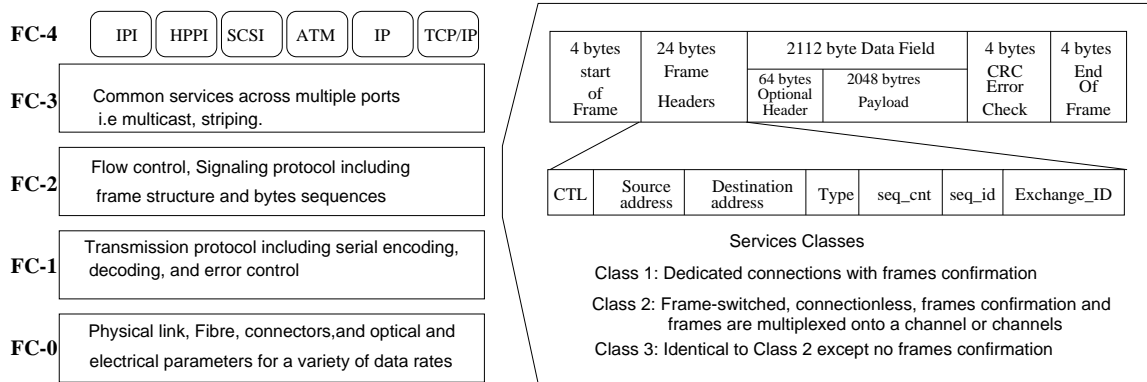 FC-4
IPI HPPI SCSI ATM IP TCP/IP
FC-3
Common services across multiple ports
i.e multicast, striping.
FC-2
Flow control, Signaling protocol including
frame structure and bytes sequences
FC-1
Transmission protocol including serial encoding,
decoding, and error control
FC-0
Physical link, Fibre, connectors,and optical and
electrical parameters for a variety of data rates
4 bytes
start
of
Frame
24 bytes
Frame
Headers
2112 byte Data Field
64 bytes
Optional
Header
2048 bytres
Payload
4 bytes
CRC
Error
Check
4 bytes
End
Of
Frame
CTL
Source
address
Destination
address
Type
seq_cnt
seq_id
Exchange_ID
Services Classes
Class 1: Dedicated connections with frames confirmation
Class 2: Frame-switched, connectionless, frames confirmation and
frames are multiplexed onto a channel or channels
Class 3: Identical to Class 2 except no frames confirmation